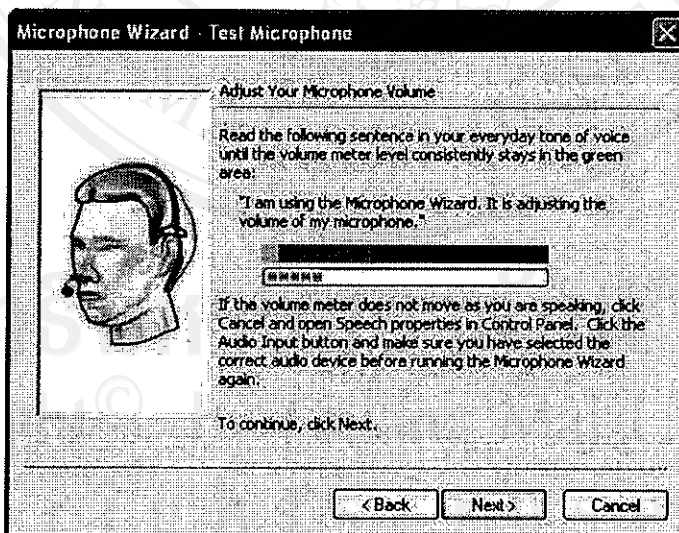 Microphone Wizard - Test Microphone
Adjust Your Microphone Volume
Read the following sentence in your everyday tone of voice
until the volume meter level consistently stays in the green
area:
"I am using the Microphone Wizard. It is adjusting the
volume of my microphone."
If the volume meter does not move as you are speaking, click
Cancel and open Speech properties in Control Panel. Click the
Audio Input button and make sure you have selected the
correct audio device before running the Microphone Wizard
again.
To continue, click Next.
< Back
Next >
Cancel